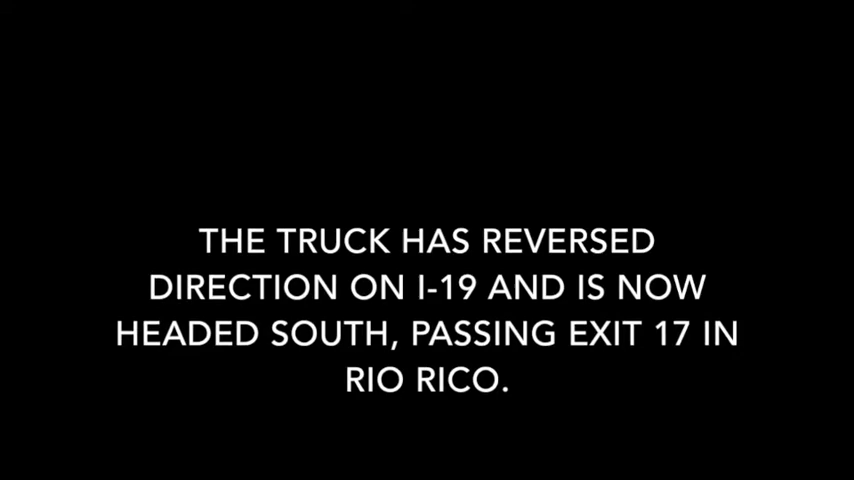 THE TRUCK HAS REVERSED
DIRECTION ON I-19 AND IS NOW
HEADED SOUTH, PASSING EXIT 17 IN
RIO RICO.